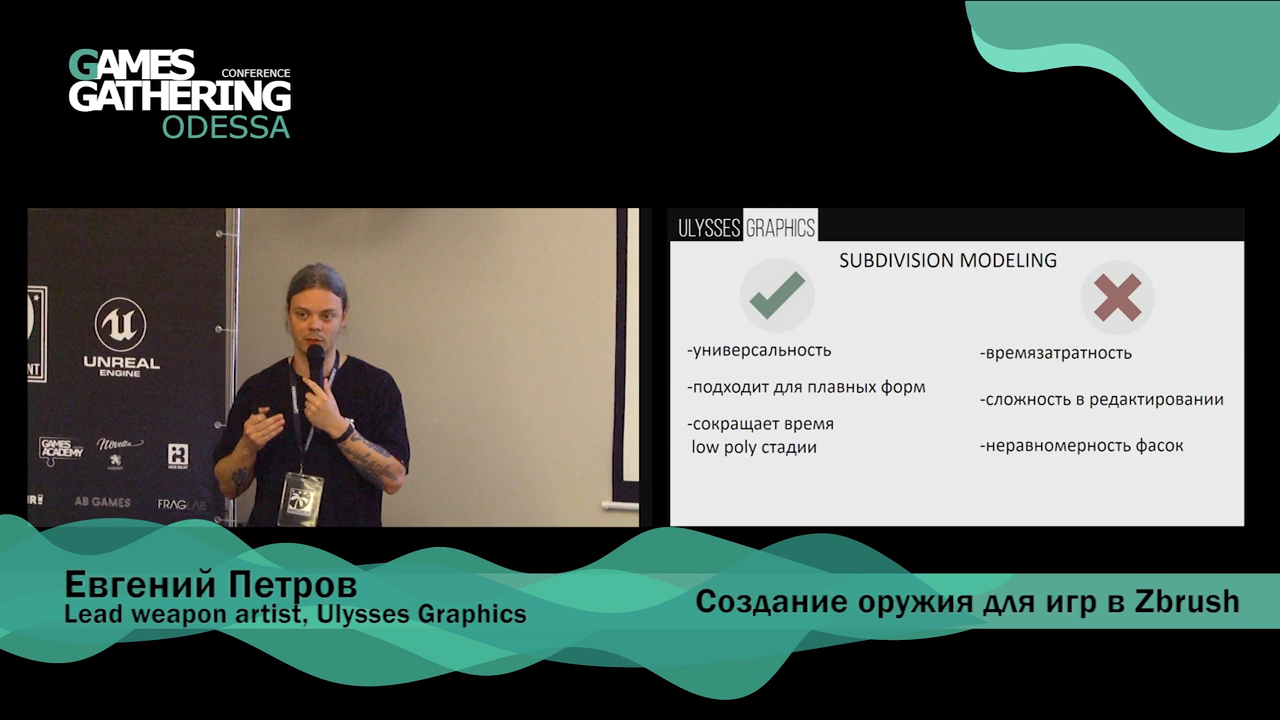 GAMES
CONFERENCE
GATHERING
ODESSA
UNREAL
ENGINE
GAMES
ACADEMY
AB GAMES
FRAGLAB
ULYSSES GRAPHICS
SUBDIVISION MODELING
-универсальность
-подходит для плавных форм
-сокращает время
low poly стадии
-времязатратность
-сложность в редактировании
-неравномерность фасок
Евгений Петров
Lead weapon artist, Ulysses Graphics
Создание оружия для игр в Zbrush